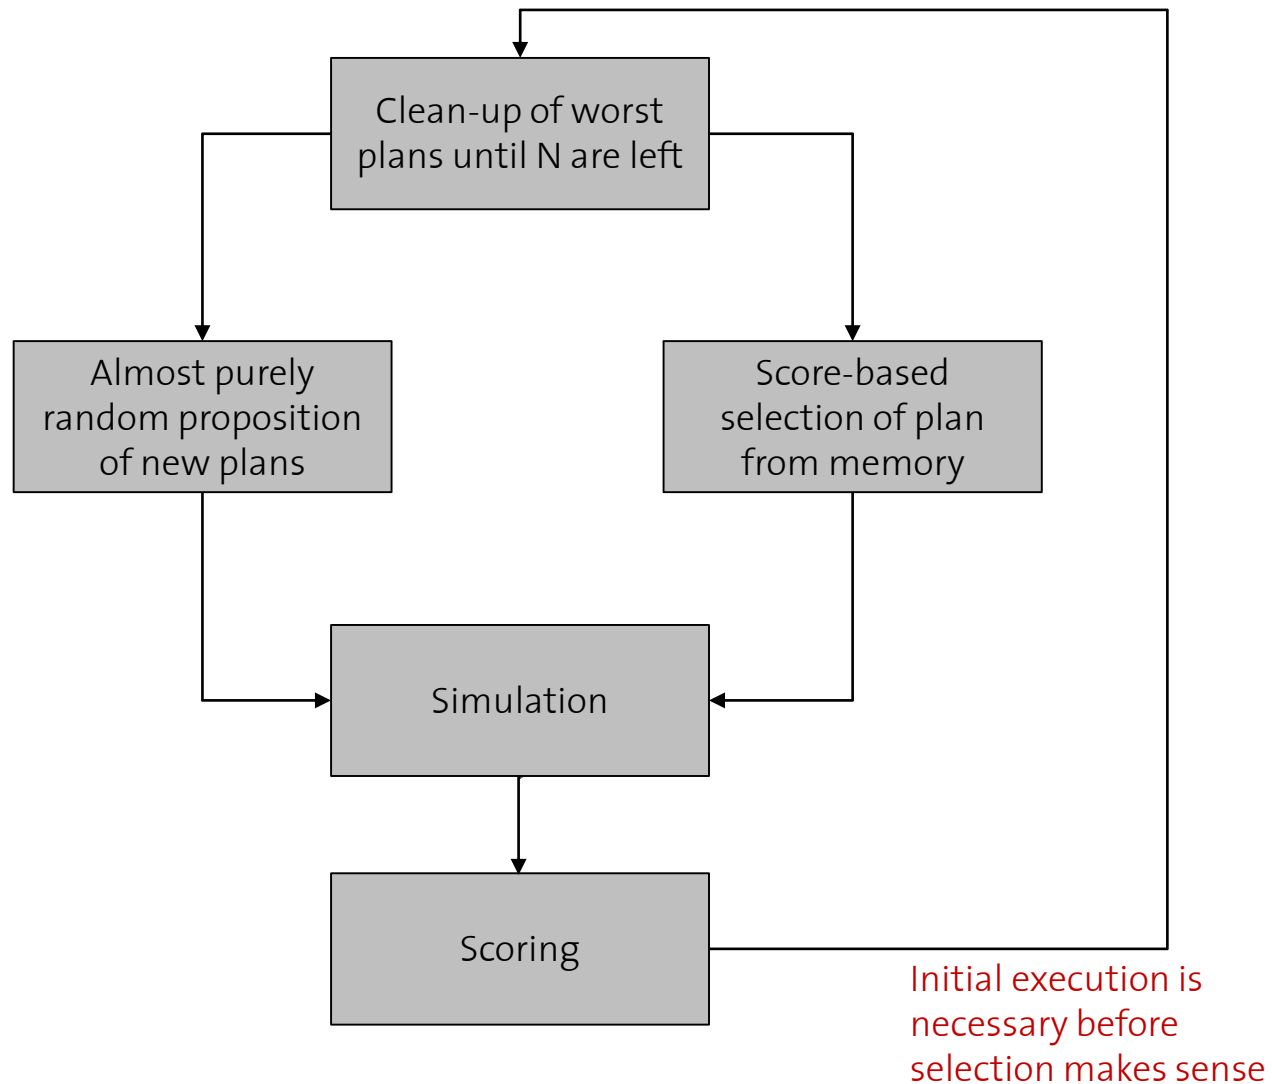 Clean-up of worst
plans until N are left
Almost purely
random proposition
of new plans
Score-based
selection of plan
from memory
Simulation
Scoring
Initial execution is
necessary before
selection makes sense